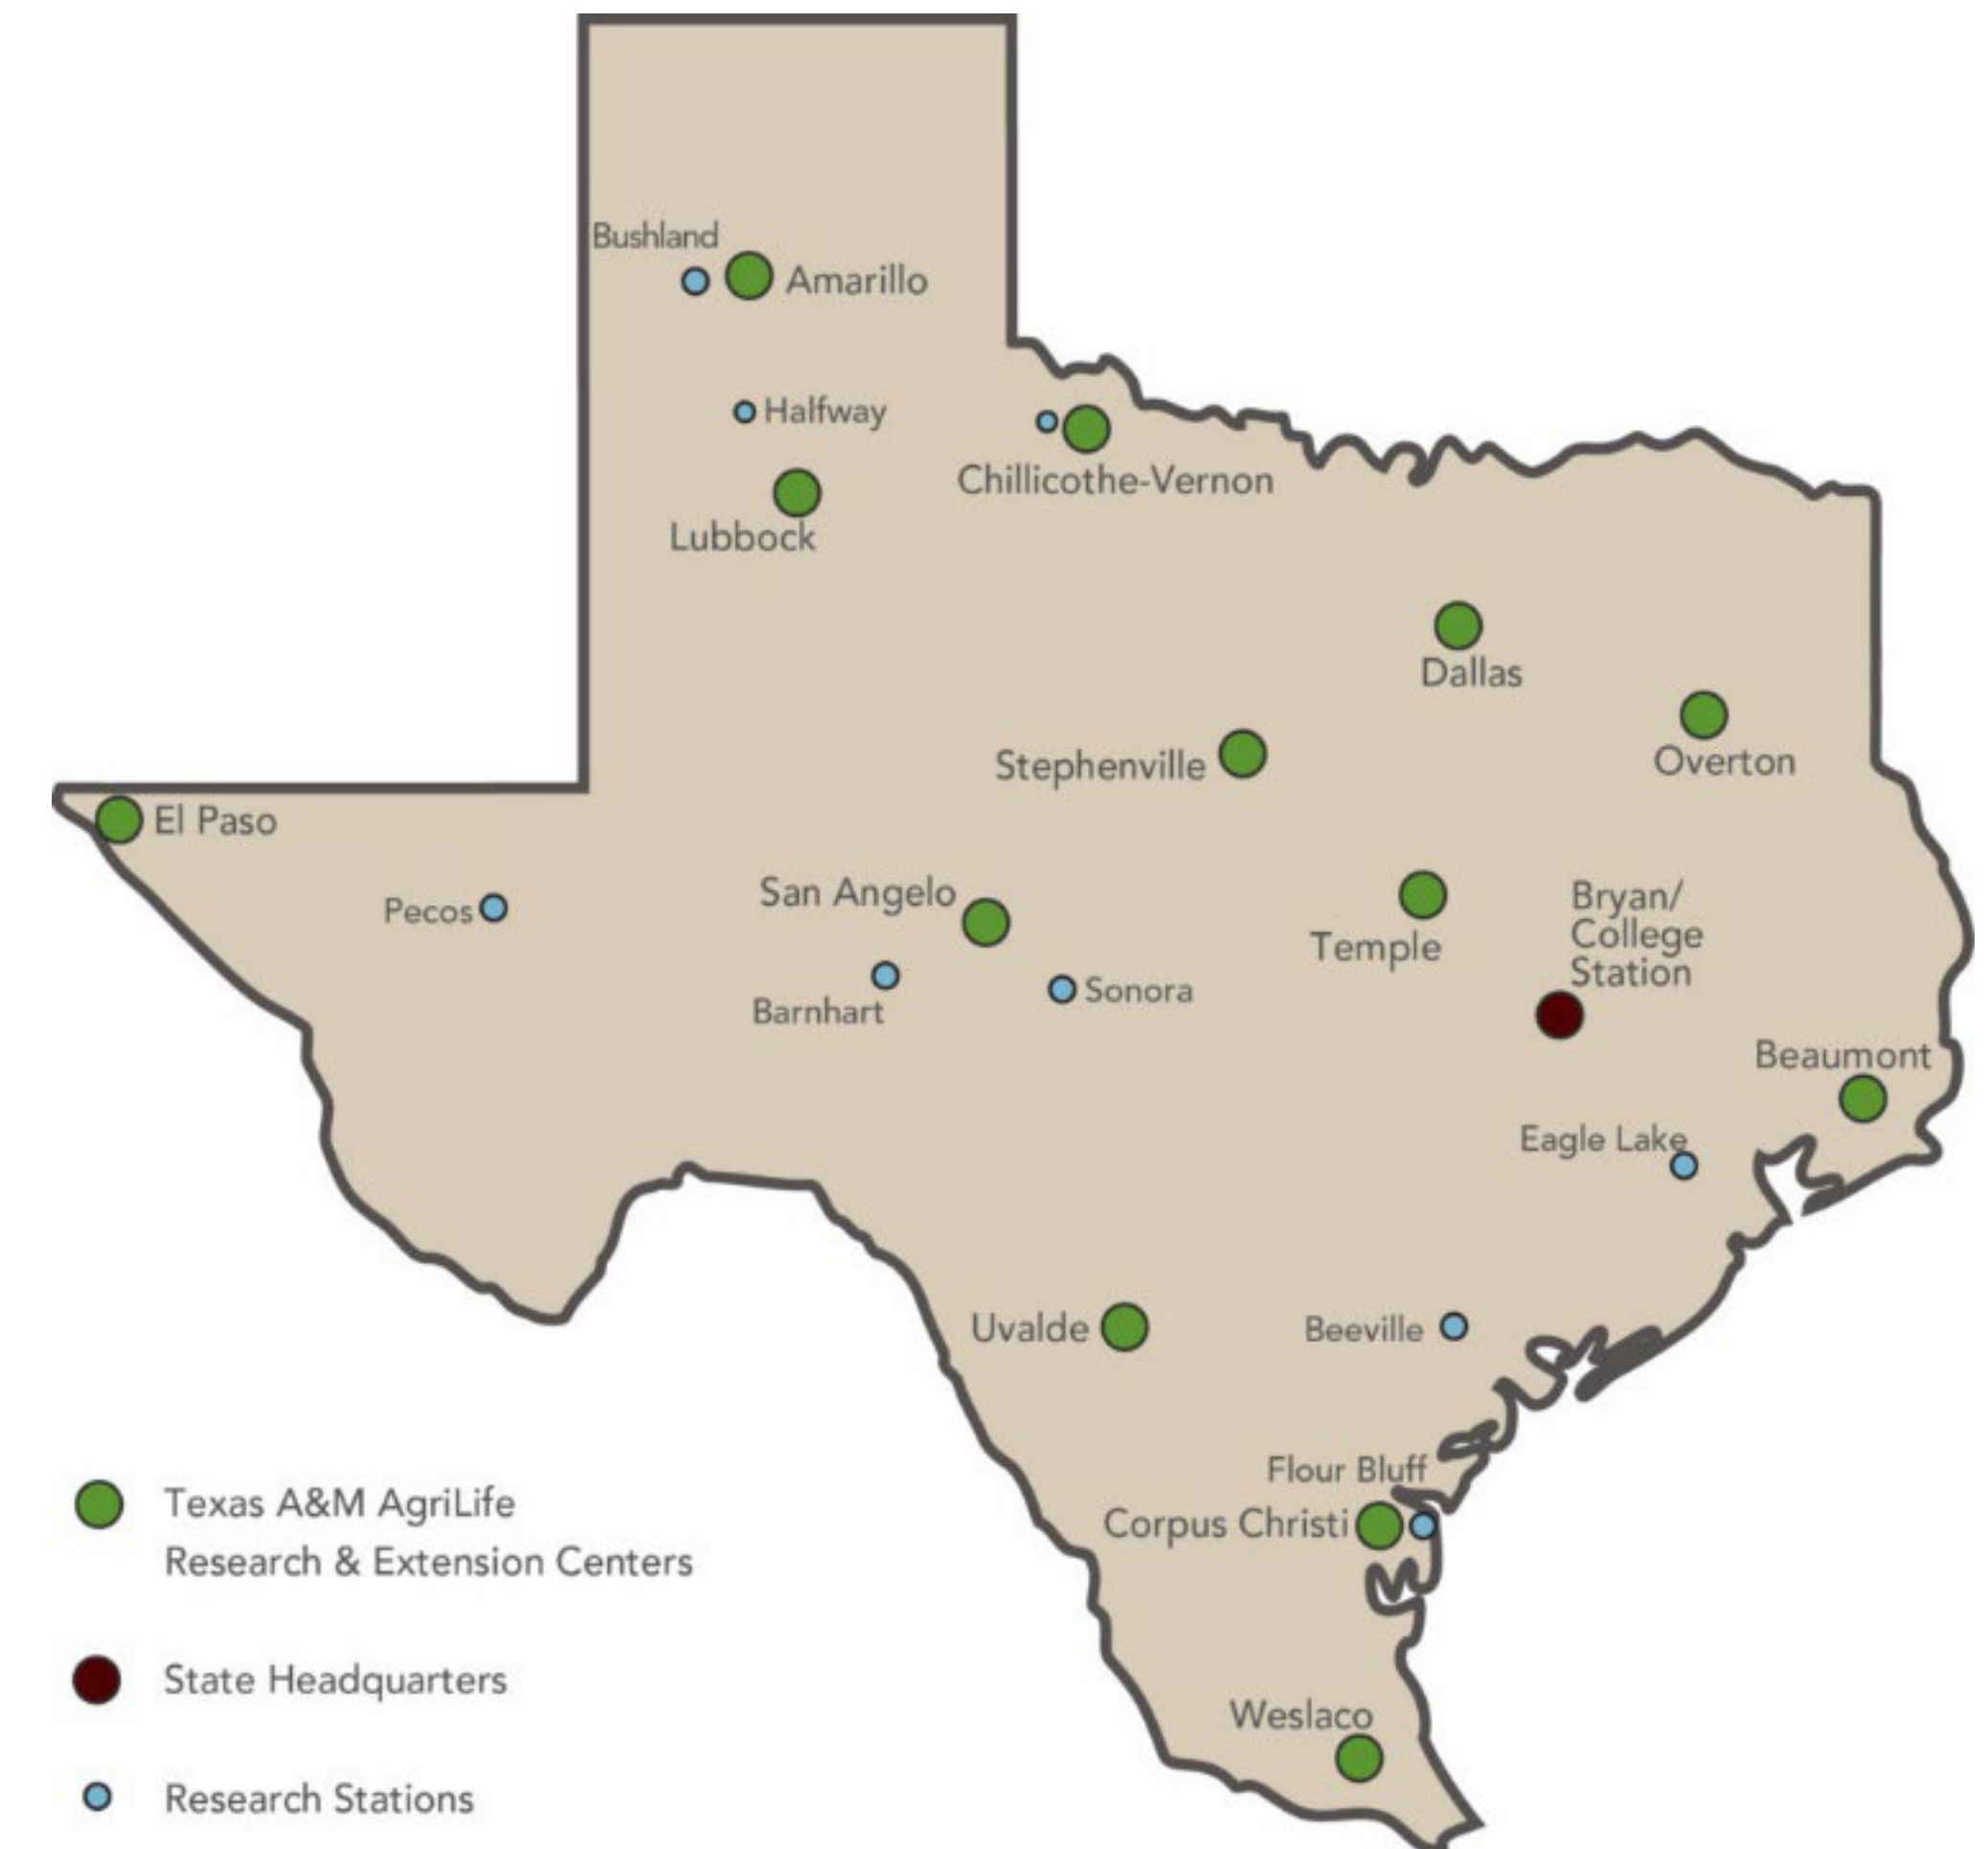 Bushland
Amarillo
Halfway
Chillicothe-Vernon
Lubbock
Dallas
Overton
Stephenville
El Paso
San Angelo
Pecos
Temple
Bryan/
College
Station
Sonora
Barnhart
Beaumont
Eagle Lake
Uvalde
Beeville
Flour Bluff
Corpus Christi
Weslaco
Texas A&M AgriLife
Research & Extension Centers
State Headquarters
Research Stations